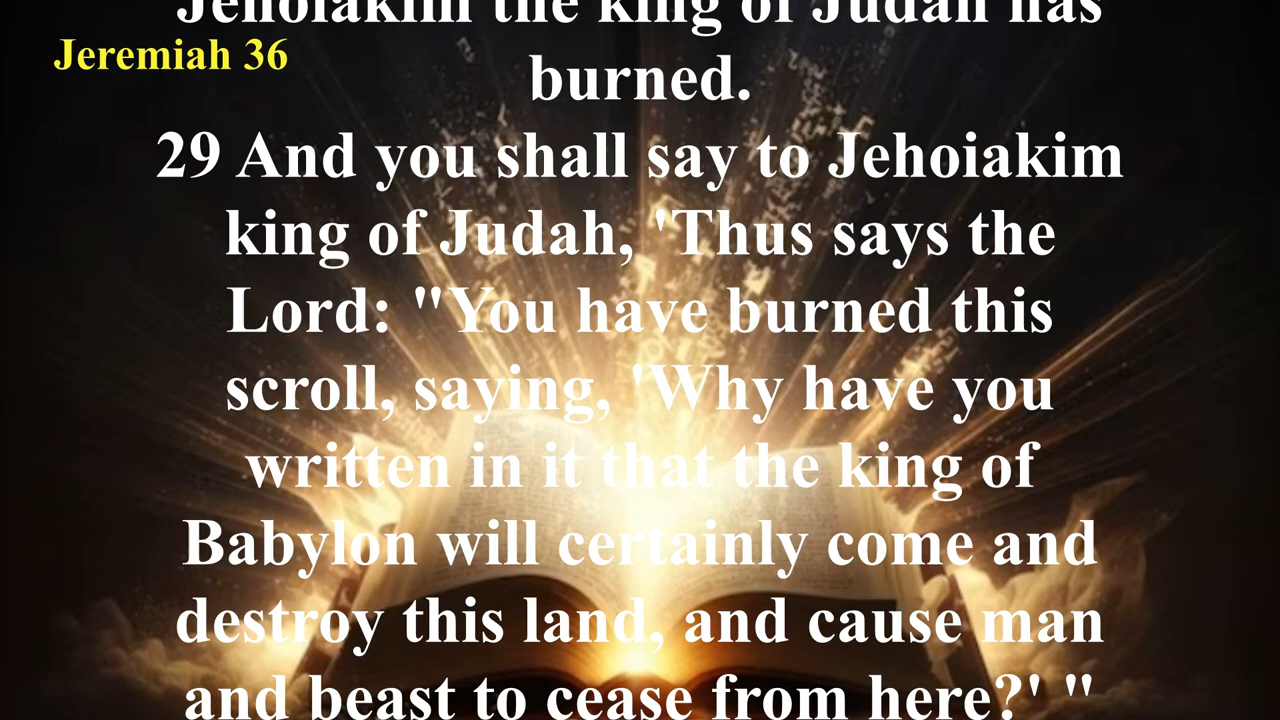 Jehoiakim the king of Judah has
Jeremiah 36
burned.
29 And you shall say to Jehoiakim
king of Judah, 'Thus says the
Lord: "You have burned this
scroll, saying, 'Why have you
written in it that the king of
Babylon will certainly come and
destroy this land, and cause man
and beast to cease from here?' "